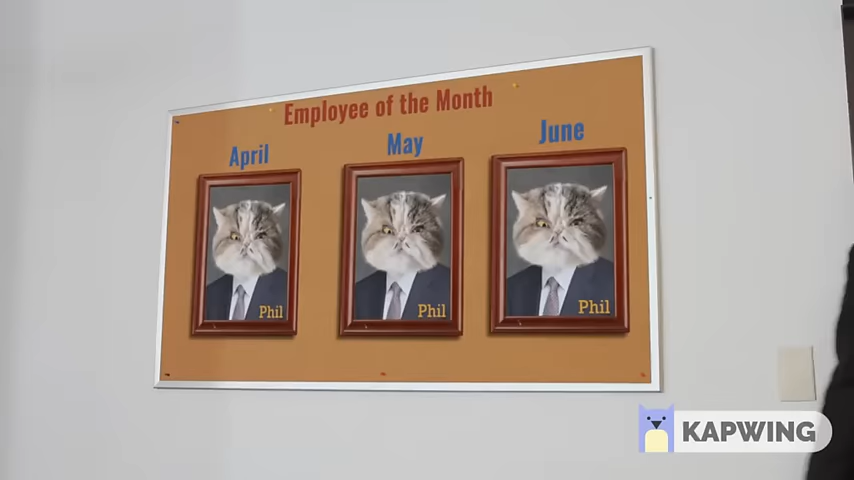 Employee of the Month
April
May
June
Phil
Phil
Phil
KAPWING